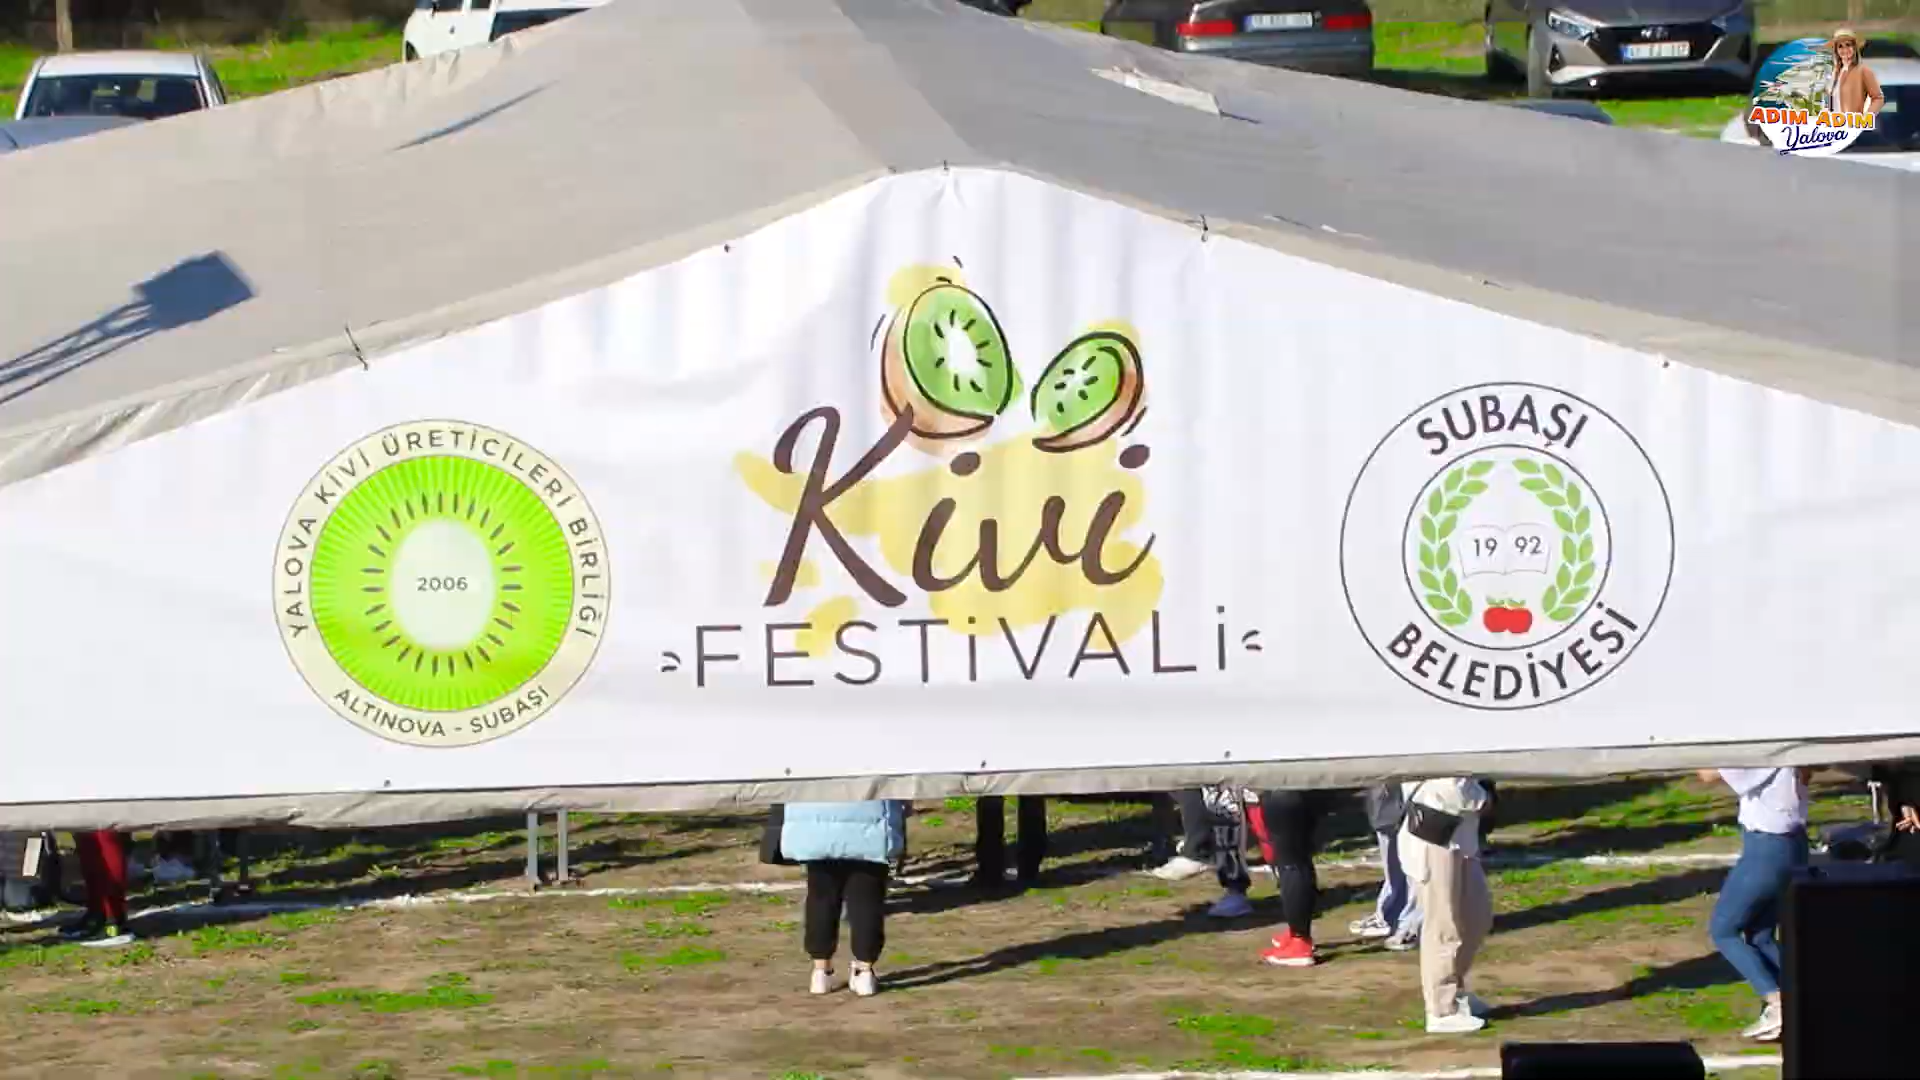 ADIM ADIM
Yalova
YALOVA KİVİ ÜRETİCİLERİ BİRLİĞİ
2006
ALTINOVA - SUBAŞI
Kivi
FESTİVALİ
SUBAŞI
19 92
BELEDİYESİ